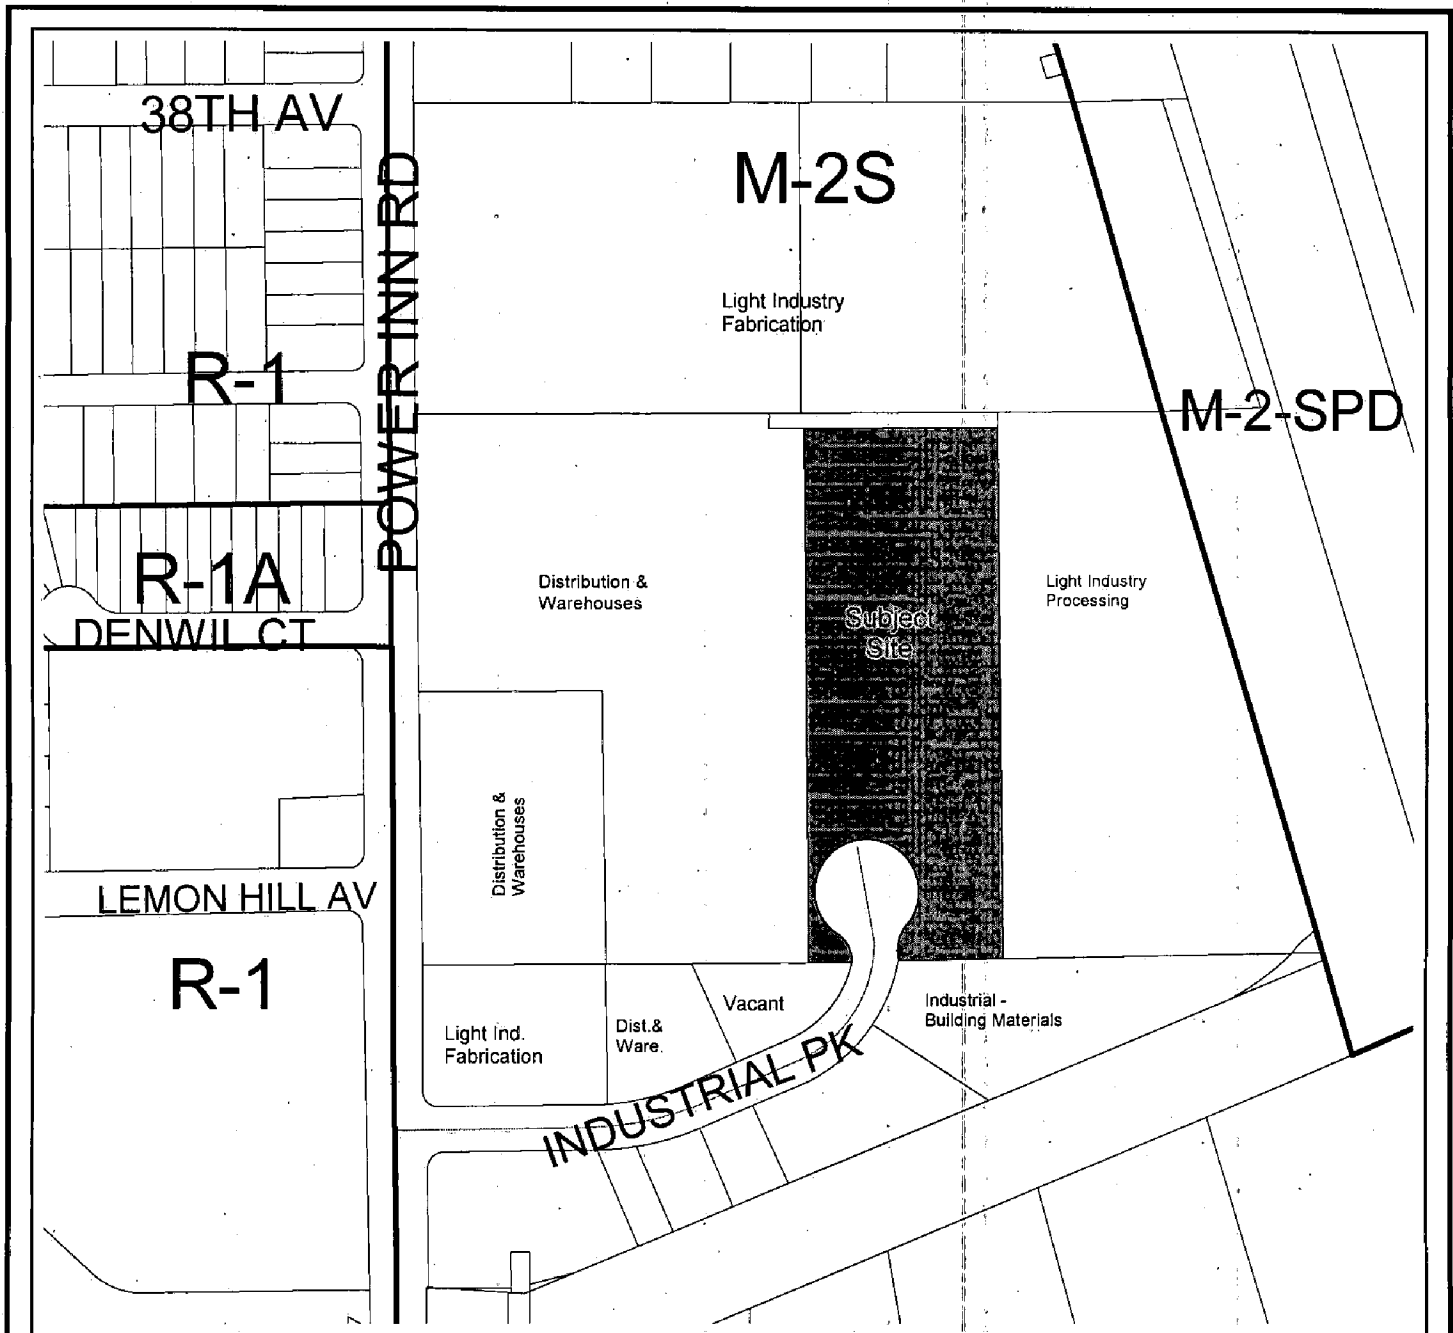 38TH AV
M-2S
POWER INN RD
Light Industry
Fabrication
R-1
M-2-SPD
R-1A
Distribution &
Warehouses
Light Industry
Processing
Subject
Site
DENWIL CT
Distribution &
Warehouses
LEMON HILL AV
R-1
Vacant
Industrial -
Building Materials
Light Ind.
Fabrication
Dist.&
Ware.
INDUSTRIAL PK